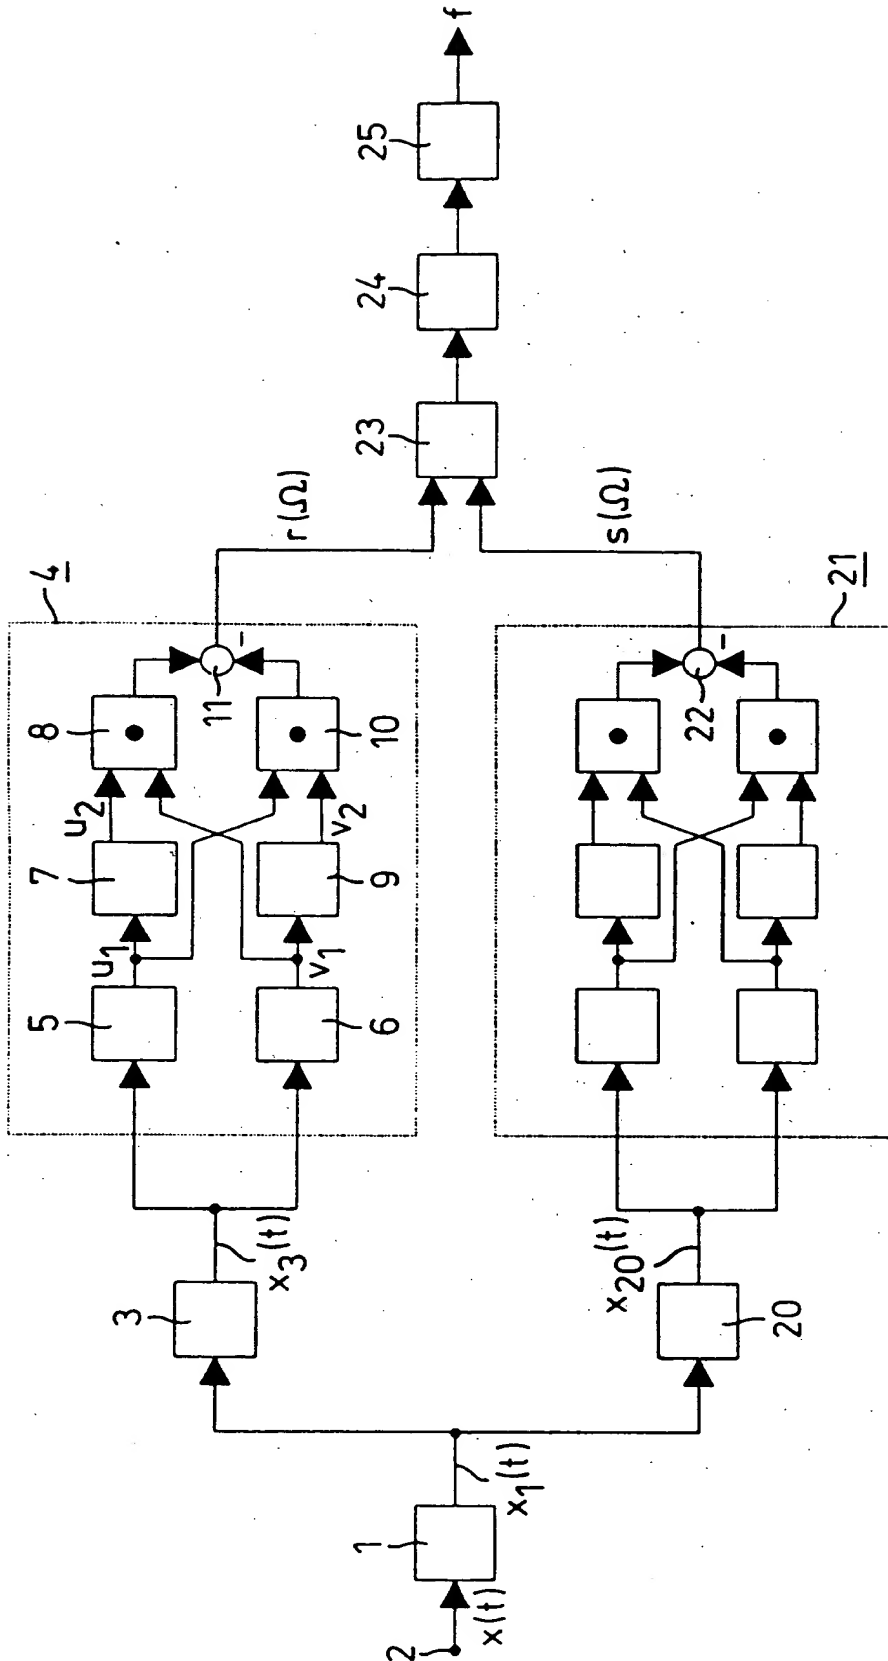 2
x(t)
1
x₁(t)
3
x₃(t)
20
x₂₀(t)
4
5
u₁
7
u₂
8
6
v₁
9
v₂
10
11
−
r(Ω)
21
22
−
s(Ω)
23
24
25
f